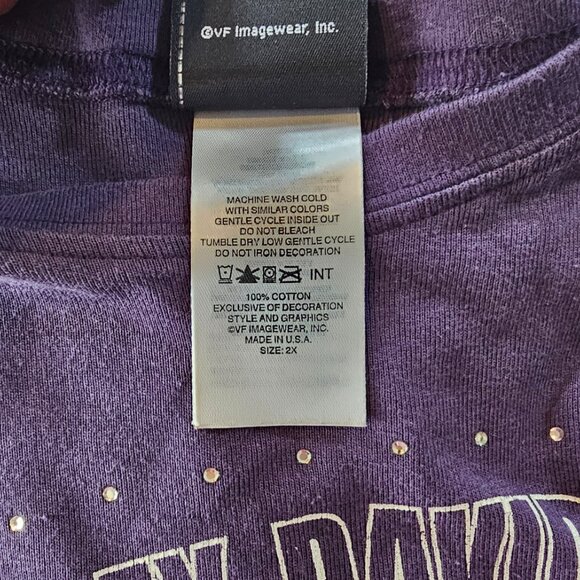 ©VF Imagewear, Inc.
MACHINE WASH COLD
WITH SIMILAR COLORS
GENTLE CYCLE INSIDE OUT
DO NOT BLEACH
TUMBLE DRY LOW GENTLE CYCLE
DO NOT IRON DECORATION
INT
100% COTTON
EXCLUSIVE OF DECORATION
STYLE AND GRAPHICS
©VF IMAGEWEAR, INC.
MADE IN U.S.A.
SIZE: 2X
EY DAVID